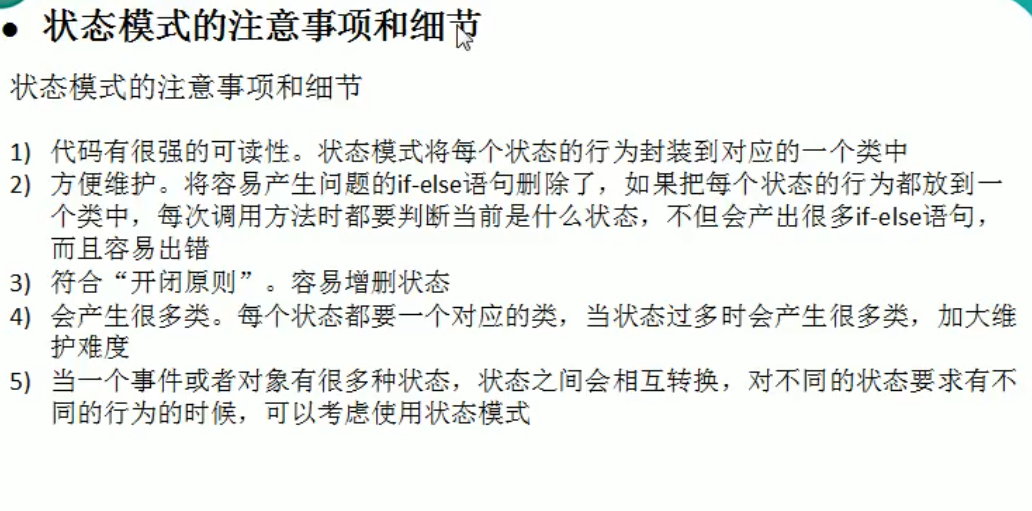 ● 状态模式的注意事项和细节
状态模式的注意事项和细节
1) 代码有很强的可读性。状态模式将每个状态的行为封装到对应的一个类中
2) 方便维护。将容易产生问题的if-else语句删除了，如果把每个状态的行为都放到一
个类中，每次调用方法时都要判断当前是什么状态，不但会产出很多if-else语句，
而且容易出错
3) 符合“开闭原则”。容易增删状态
4) 会产生很多类。每个状态都要一个对应的类，当状态过多时会产生很多类，加大维
护难度
5) 当一个事件或者对象有很多种状态，状态之间会相互转换，对不同的状态要求有不
同的行为的时候，可以考虑使用状态模式